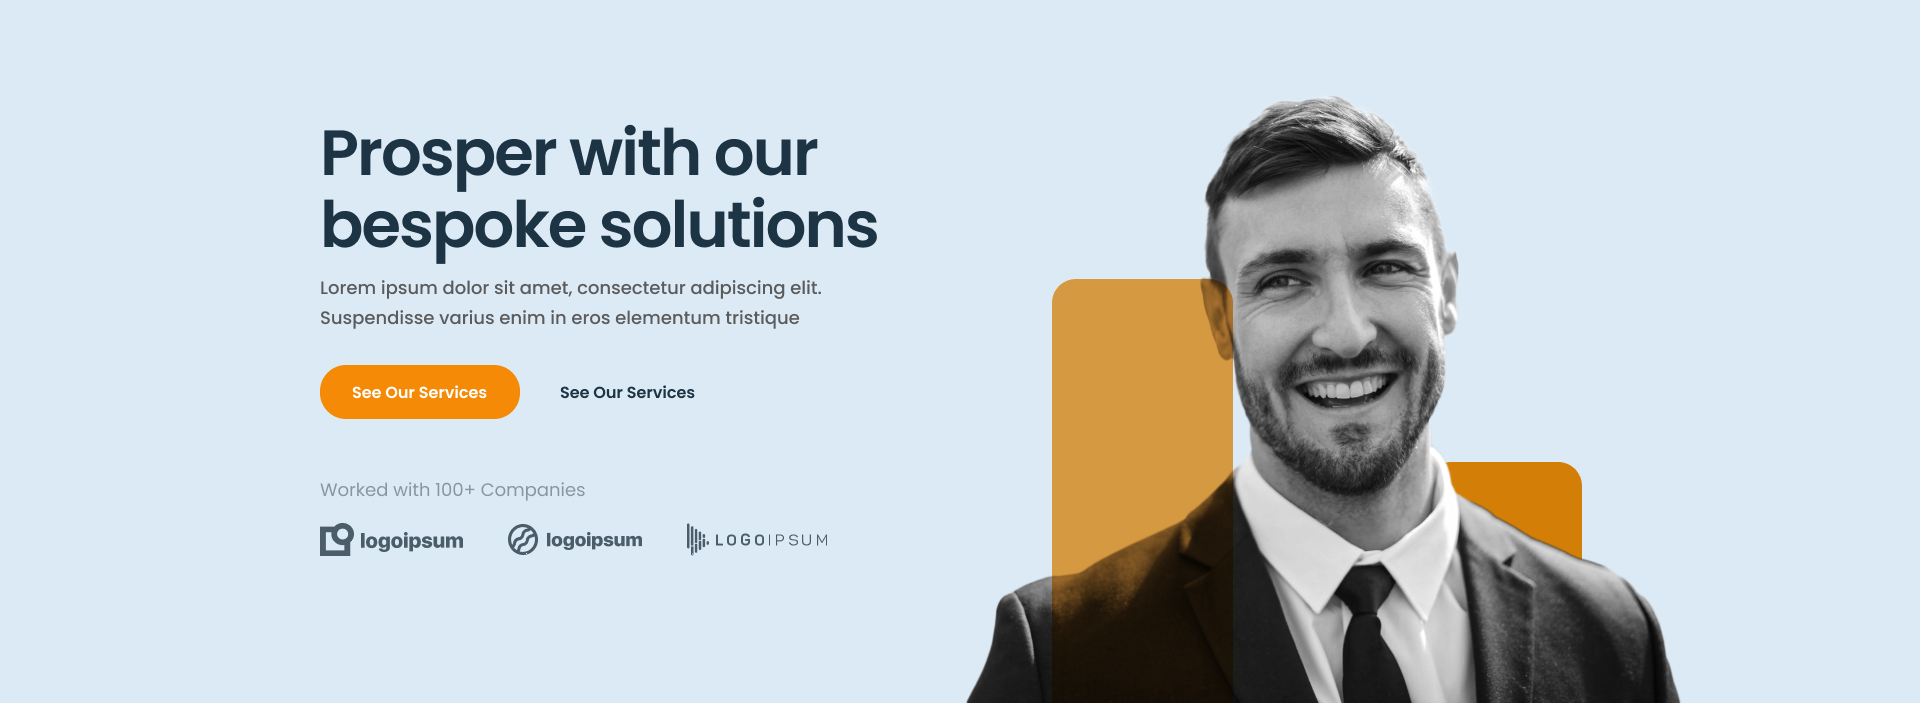 Prosper with our
bespoke solutions
Lorem ipsum dolor sit amet, consectetur adipiscing elit.
Suspendisse varius enim in eros elementum tristique
See Our Services
See Our Services
Worked with 100+ Companies
logoipsum
logoipsum
LOGOIPSUM